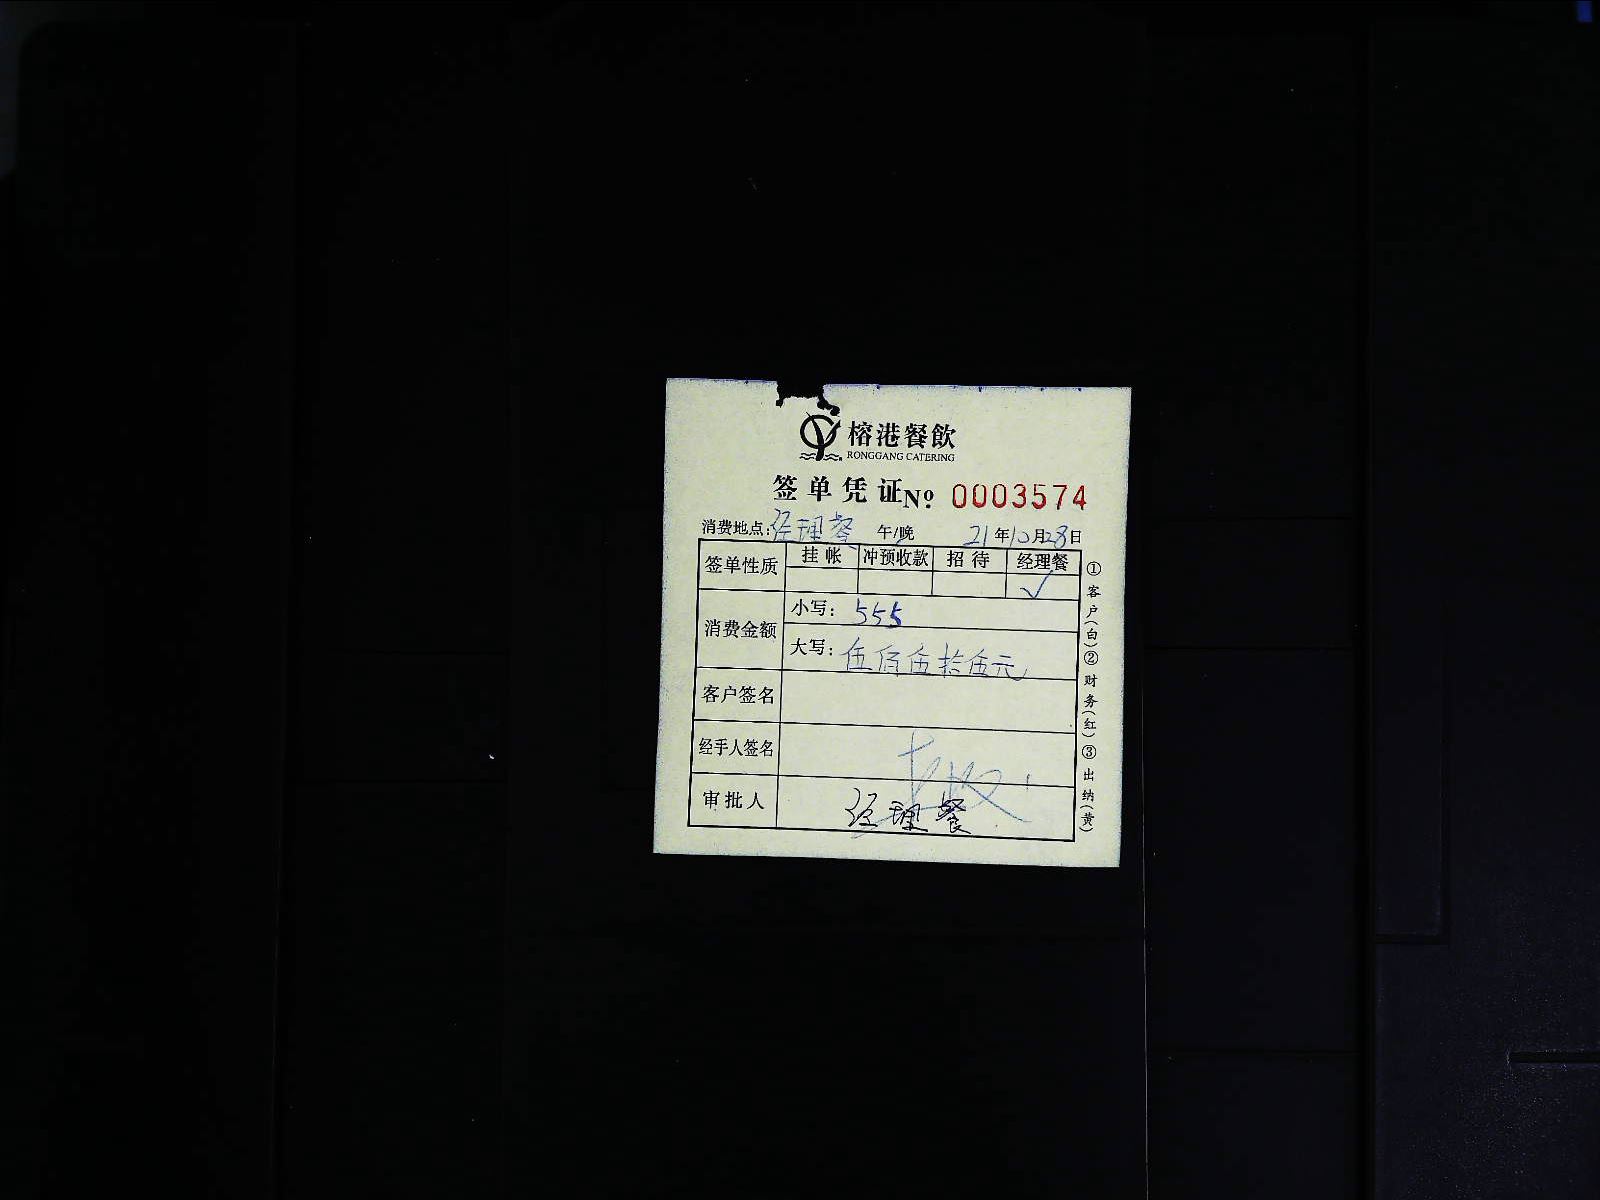 榕港餐飲
RONGGANG CATERING
签单凭证 Nº 0003574
消费地点：经理餐 午/晚 21年10月28日
签单性质 挂帐 冲预收款 招待 经理餐
√
消费金额 小写：555
大写：伍佰伍拾伍元
客户签名
经手人签名
审批人 经理餐
①客户（白）②财务（红）③出纳（黄）